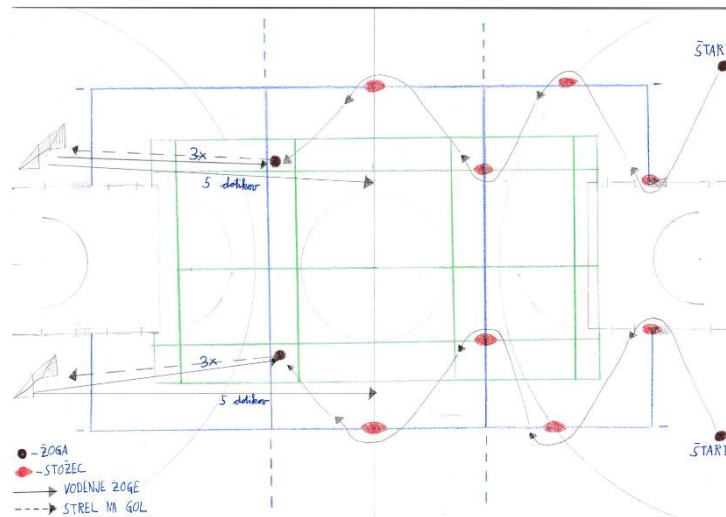 ŠTART
3x
5 dotikov
3x
5 dotikov
ŠTART
- ŽOGA
- STOŽEC
VODENJE ŽOGE
STREL NA GOL